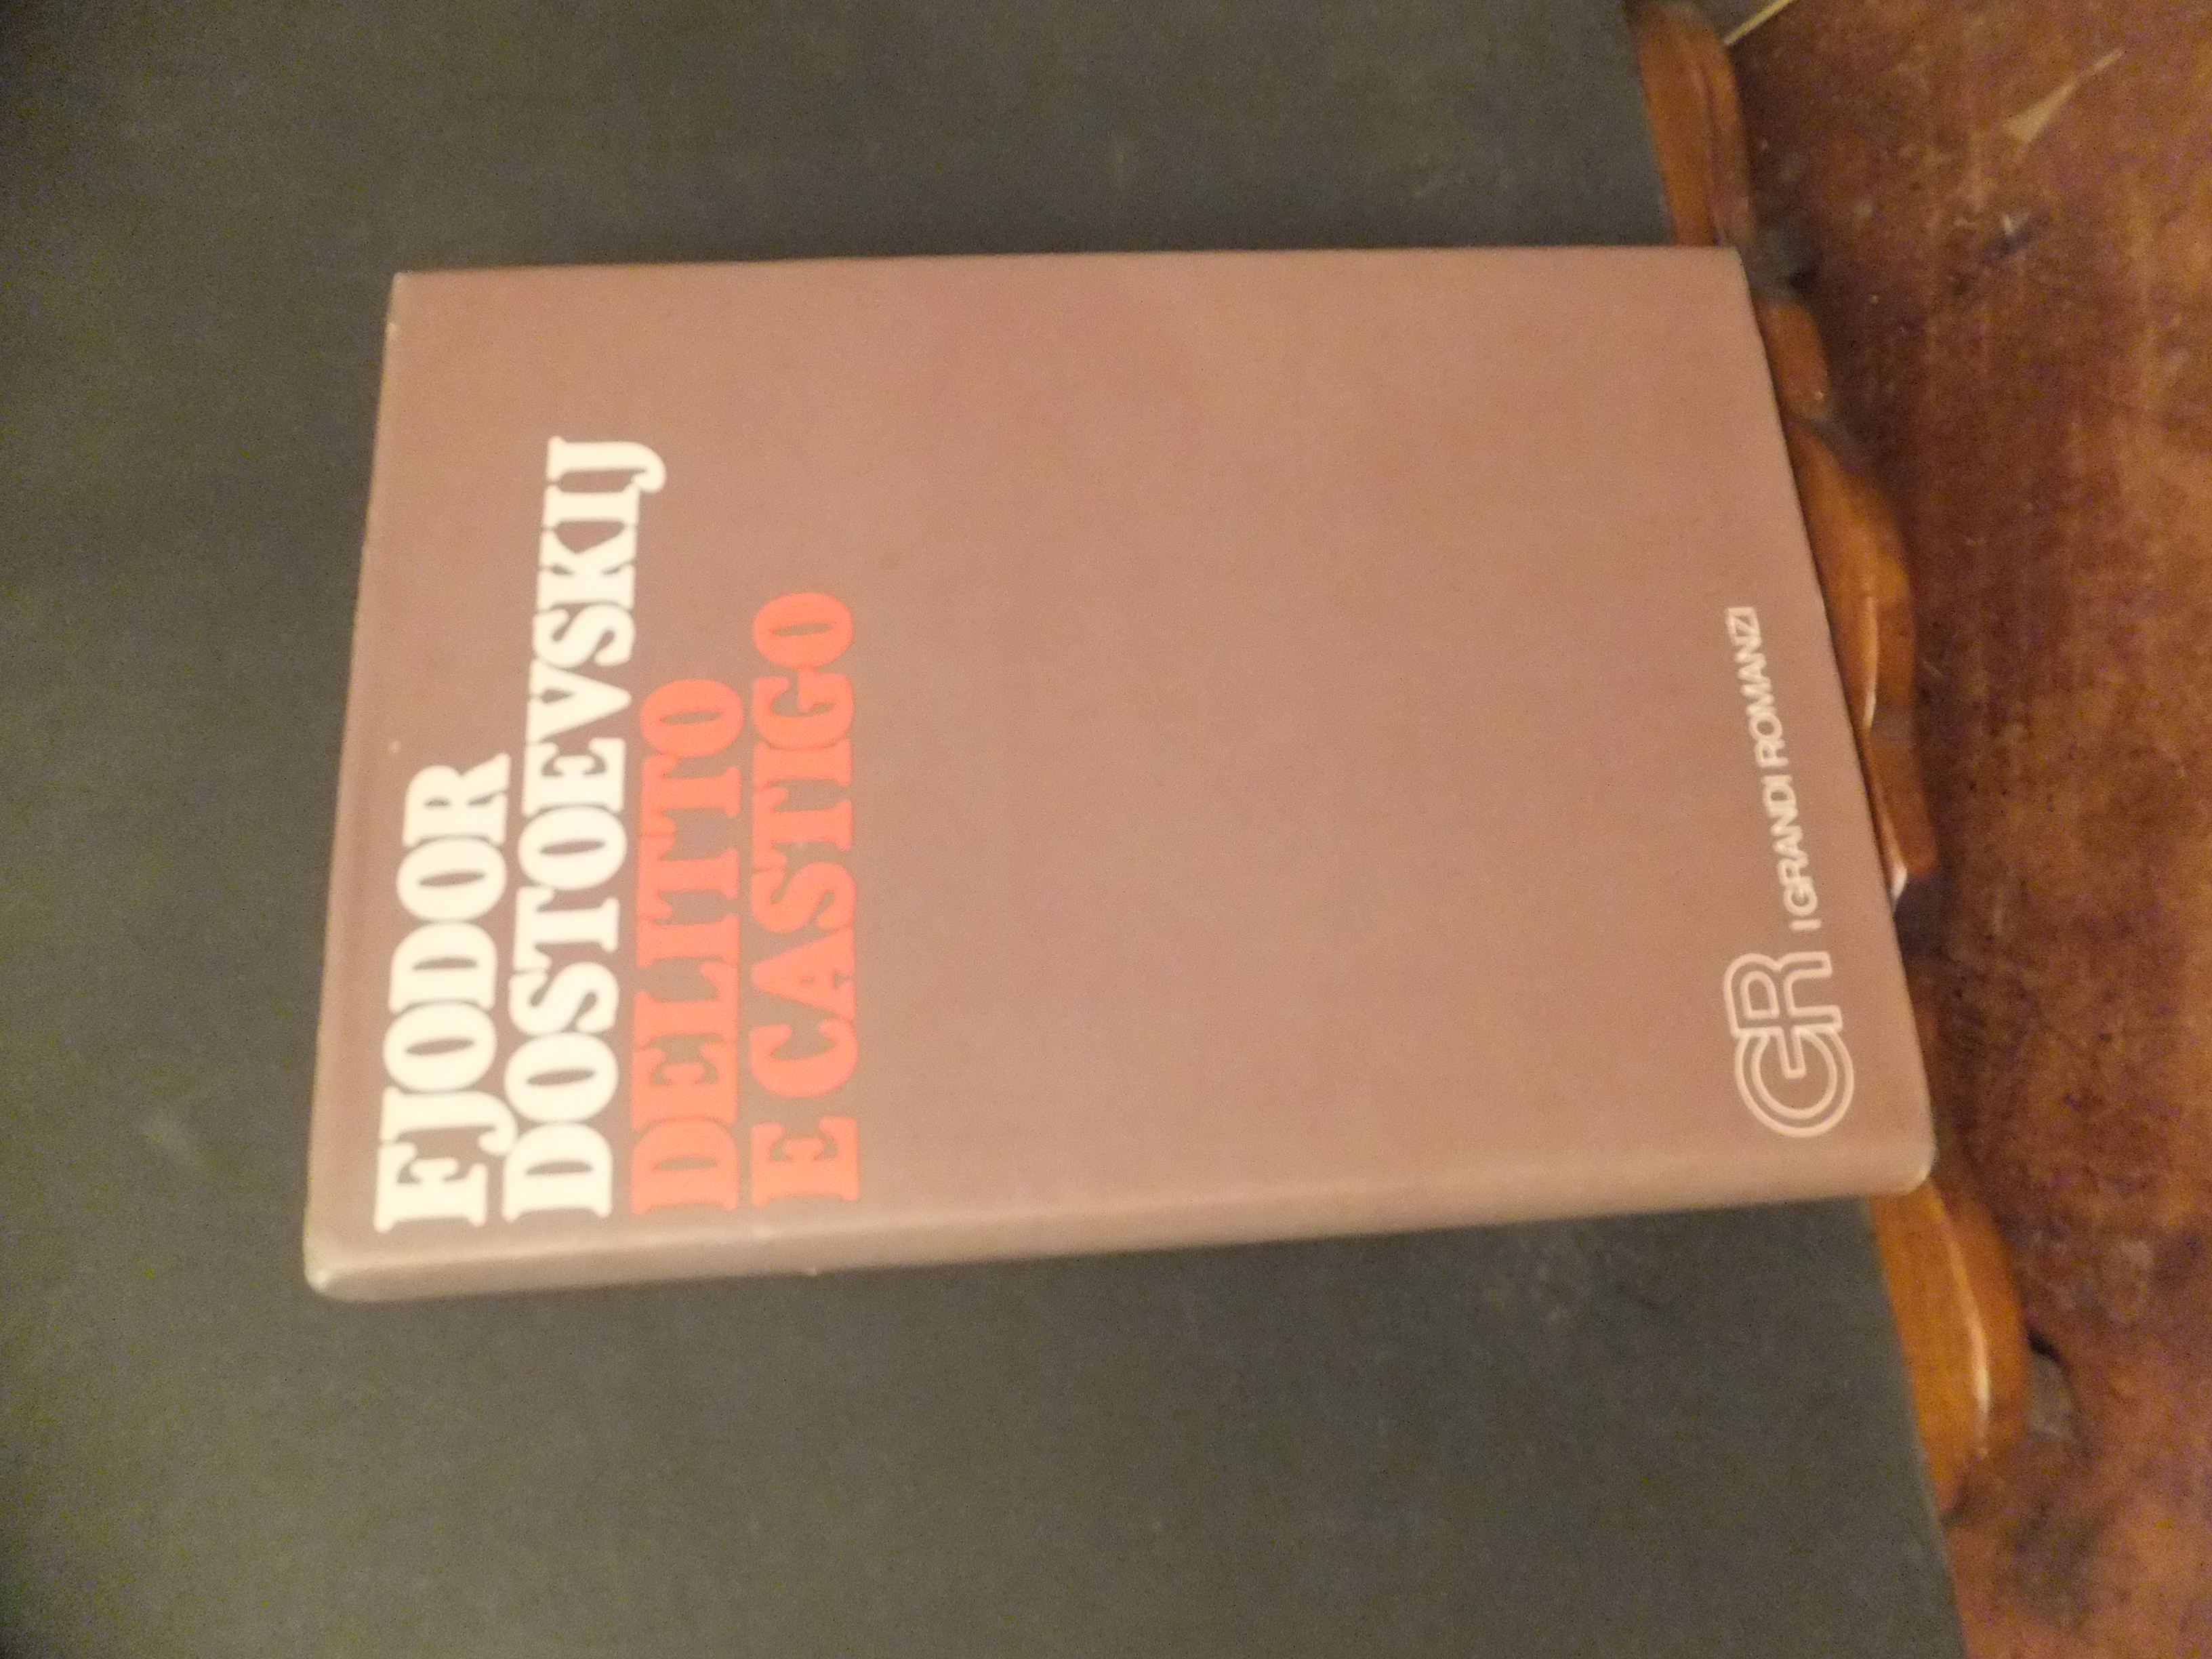 FJODOR
DOSTOEVSKIJ
DELITTO
E CASTIGO
GR I GRANDI ROMANZI